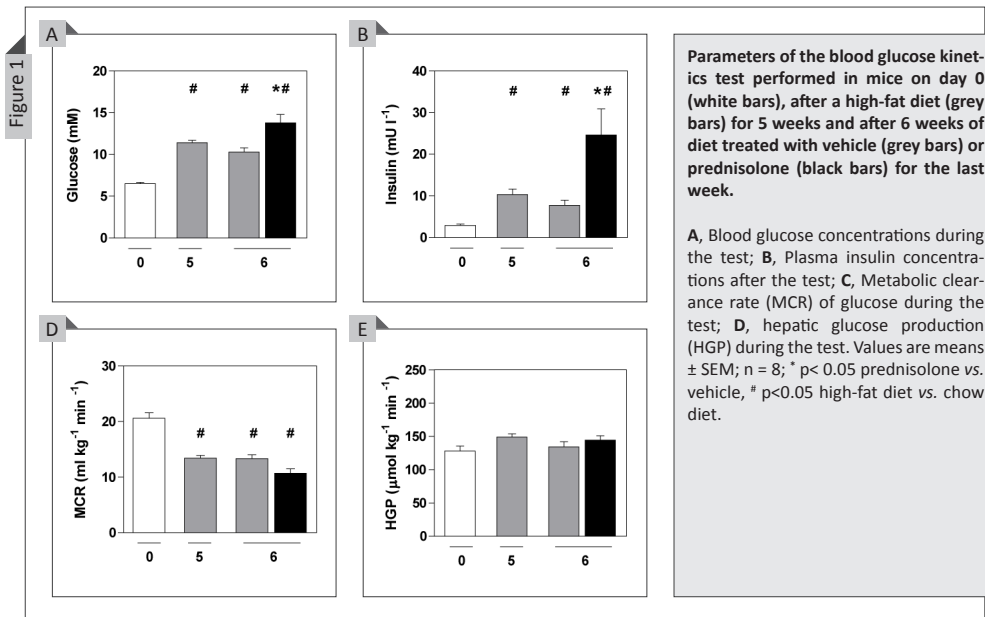 Figure 1
A
Glucose (mM)
20
15
10
5
0
# # *#
0 5 6
B
Insulin (mU l⁻¹)
40
30
20
10
0
# # *#
0 5 6
D
MCR (ml kg⁻¹ min⁻¹)
30
20
10
0
# # #
0 5 6
E
HGP (μmol kg⁻¹ min⁻¹)
250
200
150
100
50
0
0 5 6
Parameters of the blood glucose kinet-
ics test performed in mice on day 0
(white bars), after a high-fat diet (grey
bars) for 5 weeks and after 6 weeks of
diet treated with vehicle (grey bars) or
prednisolone (black bars) for the last
week.
A, Blood glucose concentrations during
the test; B, Plasma insulin concentra-
tions after the test; C, Metabolic clear-
ance rate (MCR) of glucose during the
test; D, hepatic glucose production
(HGP) during the test. Values are means
± SEM; n = 8; * p< 0.05 prednisolone vs.
vehicle, # p<0.05 high-fat diet vs. chow
diet.